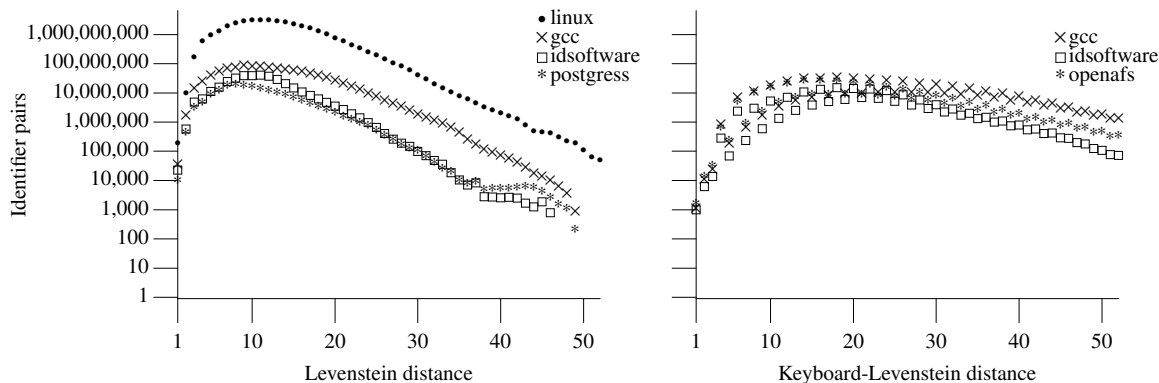 linux
gcc
idsoftware
postgress
1,000,000,000
100,000,000
10,000,000
1,000,000
100,000
10,000
1,000
100
10
1
Identifier pairs
1 10 20 30 40 50
Levenstein distance
gcc
idsoftware
openafs
1 10 20 30 40 50
Keyboard-Levenstein distance